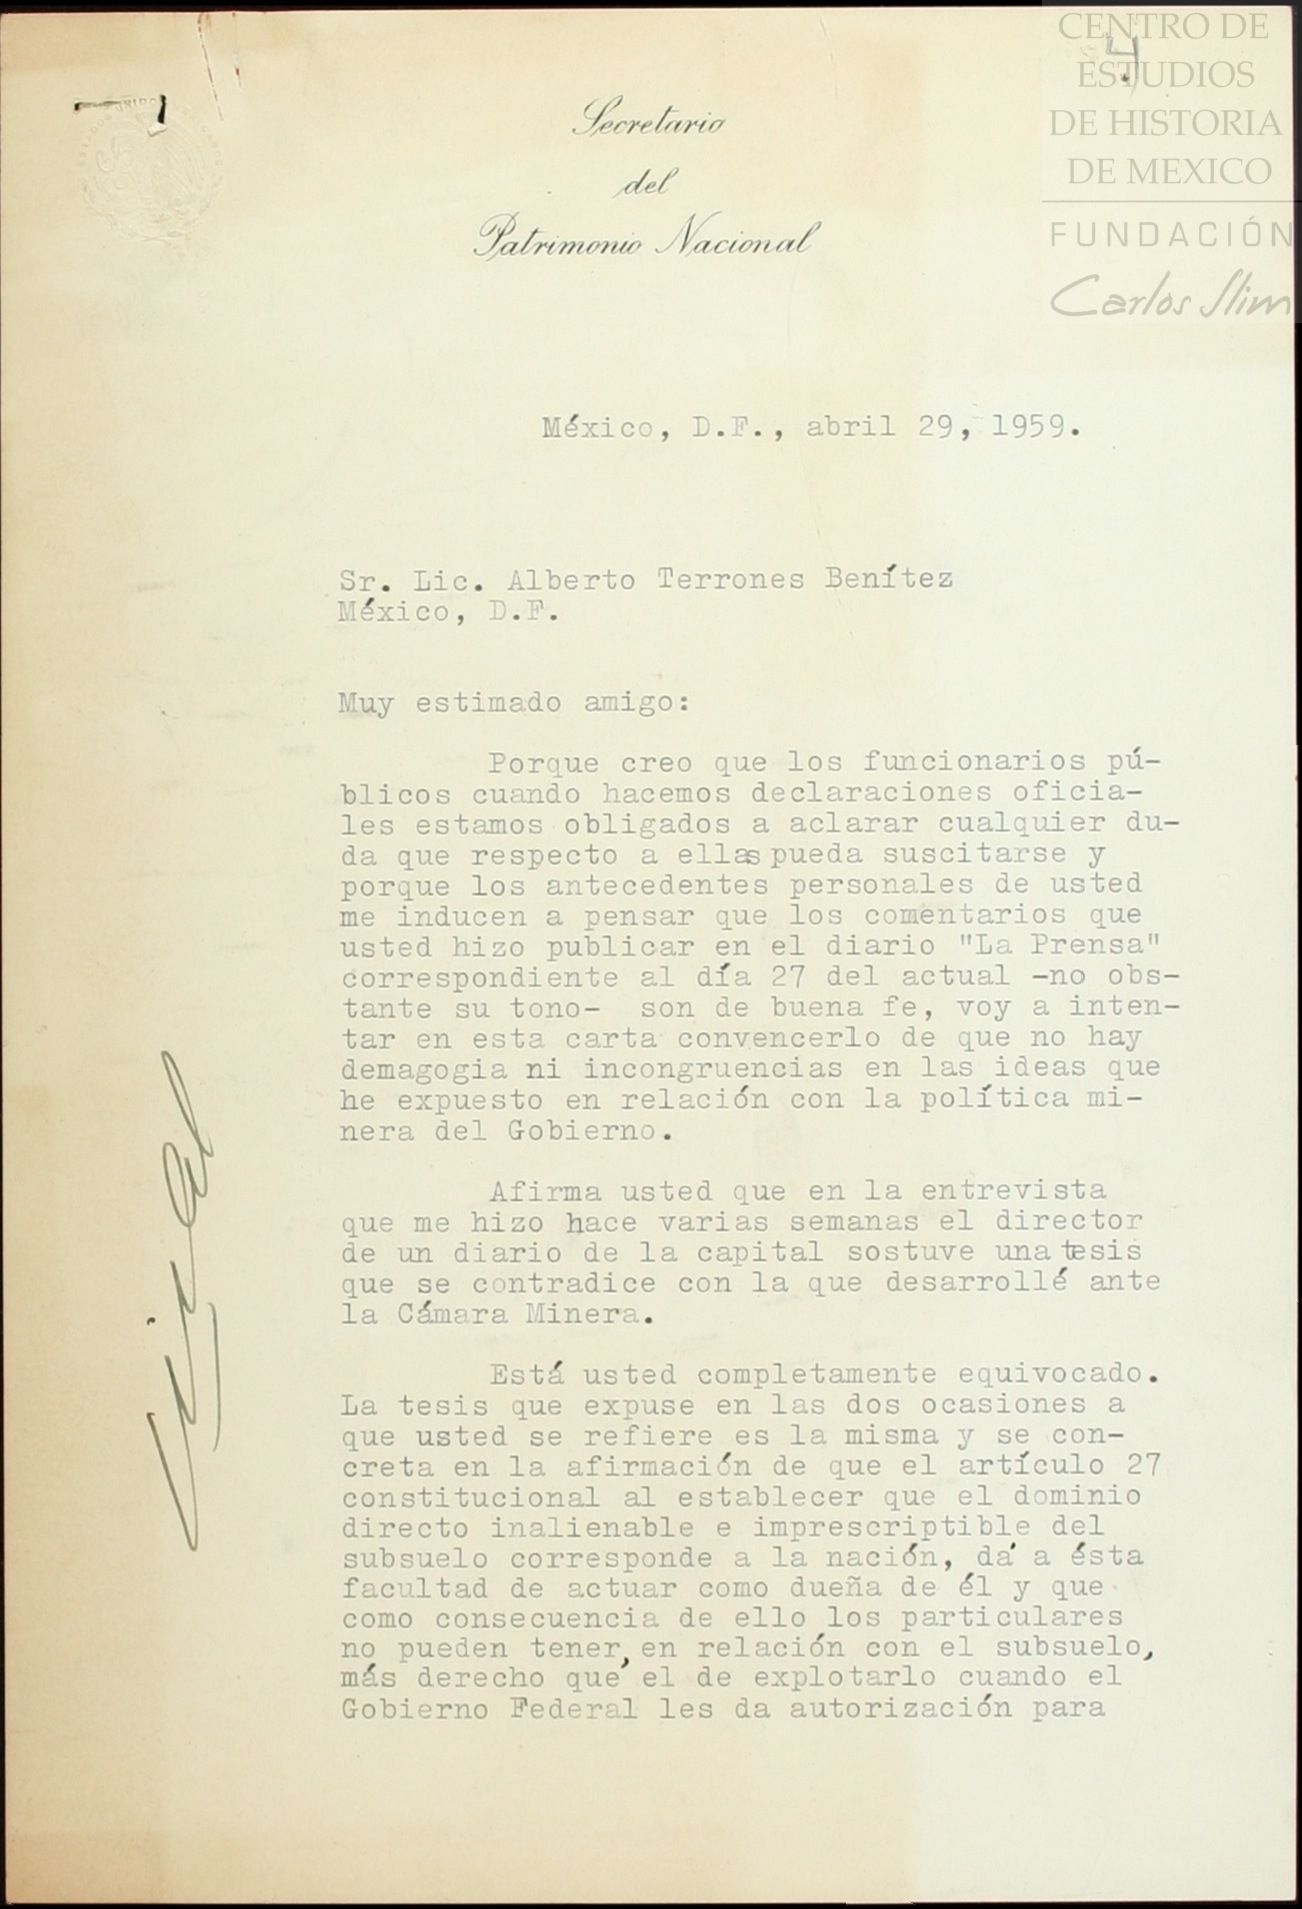 CENTRO DE
ESTUDIOS
DE HISTORIA
DE MEXICO
FUNDACIÓN
Carlos Slim
4
Secretario
del
Patrimonio Nacional
México, D.F., abril 29, 1959.
Sr. Lic. Alberto Terrones Benítez
México, D.F.
Muy estimado amigo:
Porque creo que los funcionarios pú-
blicos cuando hacemos declaraciones oficia-
les estamos obligados a aclarar cualquier du-
da que respecto a ellas pueda suscitarse y
porque los antecedentes personales de usted
me inducen a pensar que los comentarios que
usted hizo publicar en el diario "La Prensa"
correspondiente al día 27 del actual -no obs-
tante su tono- son de buena fe, voy a inten-
tar en esta carta convencerlo de que no hay
demagogia ni incongruencias en las ideas que
he expuesto en relación con la política mi-
nera del Gobierno.
Afirma usted que en la entrevista
que me hizo hace varias semanas el director
de un diario de la capital sostuve una tesis
que se contradice con la que desarrollé ante
la Cámara Minera.
Está usted completamente equivocado.
La tesis que expuse en las dos ocasiones a
que usted se refiere es la misma y se con-
creta en la afirmación de que el artículo 27
constitucional al establecer que el dominio
directo inalienable e imprescriptible del
subsuelo corresponde a la nación, dá a ésta
facultad de actuar como dueña de él y que
como consecuencia de ello los particulares
no pueden tener, en relación con el subsuelo,
más derecho que el de explotarlo cuando el
Gobierno Federal les da autorización para